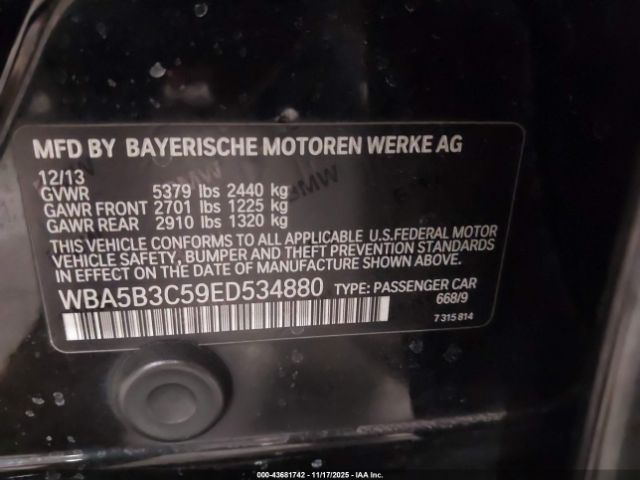 MFD BY BAYERISCHE MOTOREN WERKE AG
12/13
GVWR 5379 lbs 2440 kg
GAWR FRONT 2701 lbs 1225 kg
GAWR REAR 2910 lbs 1320 kg
THIS VEHICLE CONFORMS TO ALL APPLICABLE U.S.FEDERAL MOTOR
VEHICLE SAFETY, BUMPER AND THEFT PREVENTION STANDARDS
IN EFFECT ON THE DATE OF MANUFACTURE SHOWN ABOVE.
WBA5B3C59ED534880 TYPE: PASSENGER CAR
668/9
7 315 814
000-43681742 - 11/17/2025 - IAA Inc.